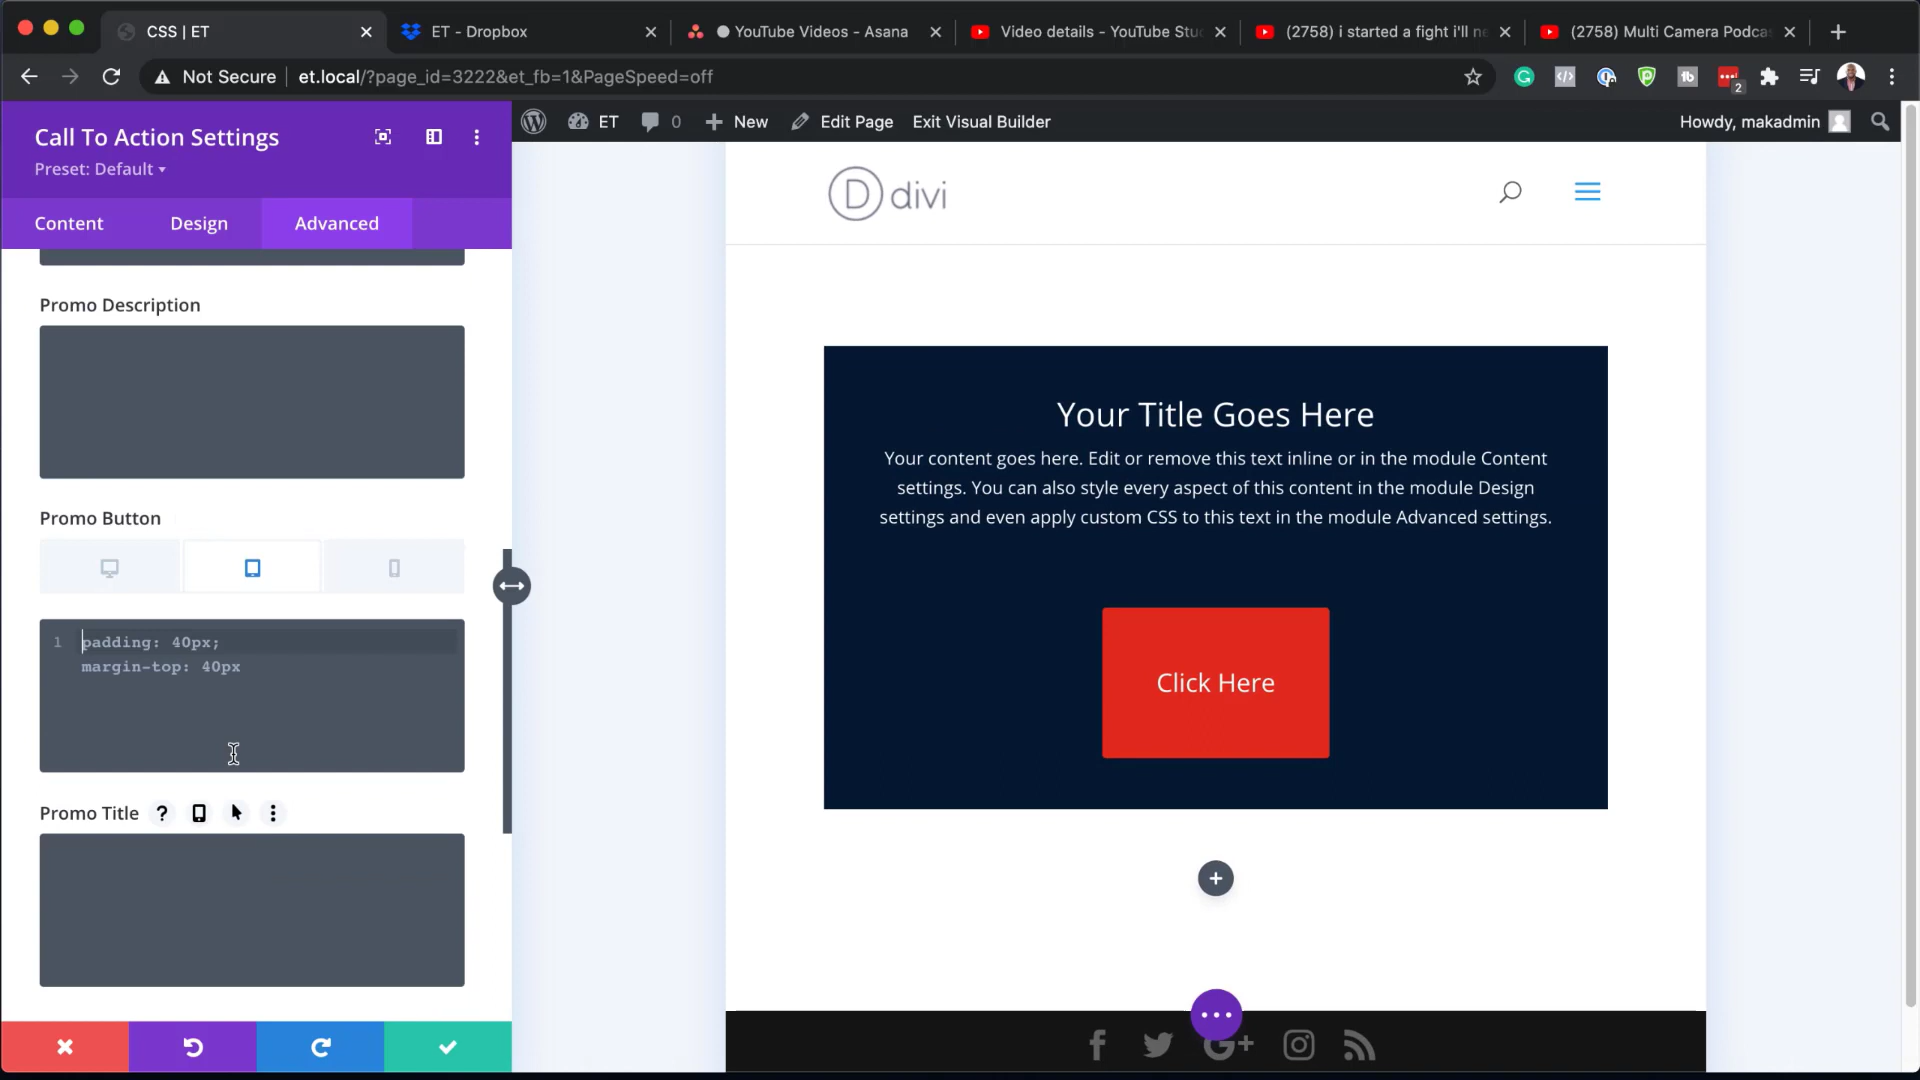 CSS | ET
ET - Dropbox
YouTube Videos - Asana
Video details - YouTube Stu
(2758) i started a fight i'll ne
(2758) Multi Camera Podca
Not Secure
et.local/?page_id=3222&et_fb=1&PageSpeed=off
2
Call To Action Settings
Preset: Default
Content
Design
Advanced
ET
0
New
Edit Page
Exit Visual Builder
Howdy, makadmin
D divi
Promo Description
Promo Button
1
padding: 40px;
margin-top: 40px
Promo Title
?
Your Title Goes Here
Your content goes here. Edit or remove this text inline or in the module Content
settings. You can also style every aspect of this content in the module Design
settings and even apply custom CSS to this text in the module Advanced settings.
Click Here
G+